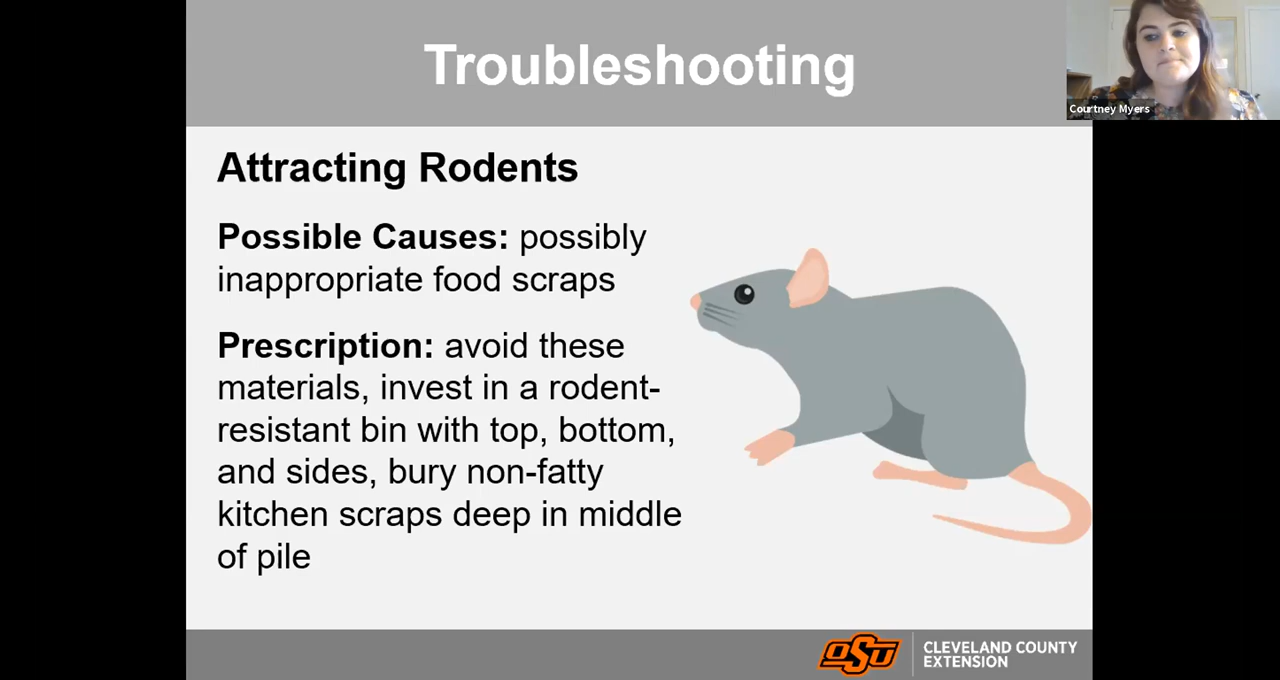 Troubleshooting
Courtney Myers
Attracting Rodents
Possible Causes: possibly
inappropriate food scraps
Prescription: avoid these
materials, invest in a rodent-
resistant bin with top, bottom,
and sides, bury non-fatty
kitchen scraps deep in middle
of pile
OSU
CLEVELAND COUNTY
EXTENSION